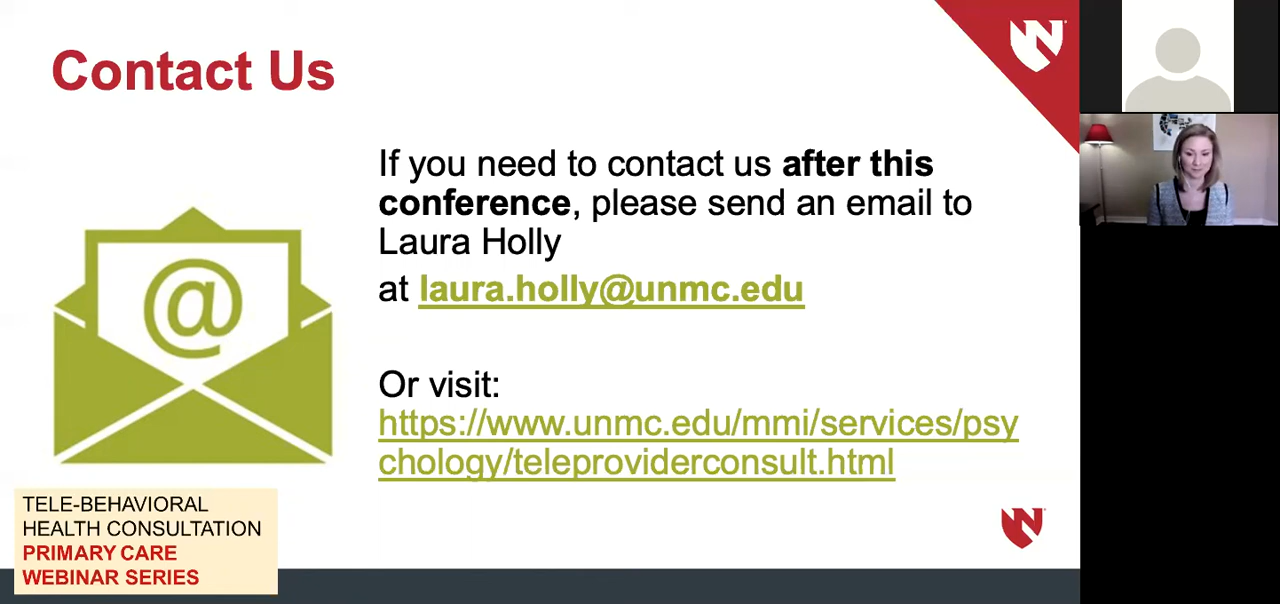 Contact Us
If you need to contact us after this
conference, please send an email to
Laura Holly
at laura.holly@unmc.edu
@
Or visit:
https://www.unmc.edu/mmi/services/psy
chology/teleproviderconsult.html
TELE-BEHAVIORAL
HEALTH CONSULTATION
PRIMARY CARE
WEBINAR SERIES